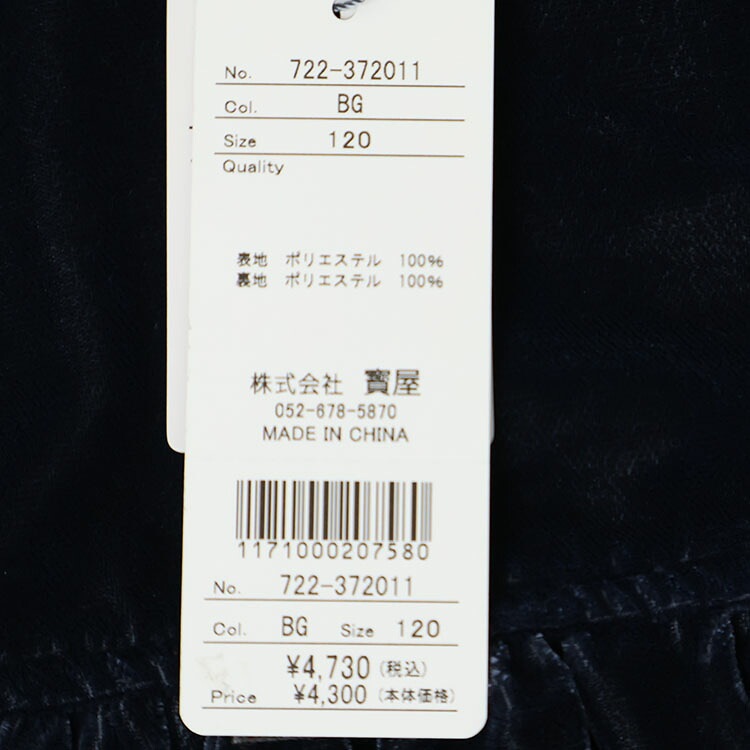 No. 722-372011
Col. BG
Size 120
Quality
表地 ポリエステル 100%
裏地 ポリエステル 100%
株式会社 寳屋
052-678-5870
MADE IN CHINA
1171000207580
No. 722-372011
Col. BG Size 120
¥4,730(税込)
Price ¥4,300(本体価格)